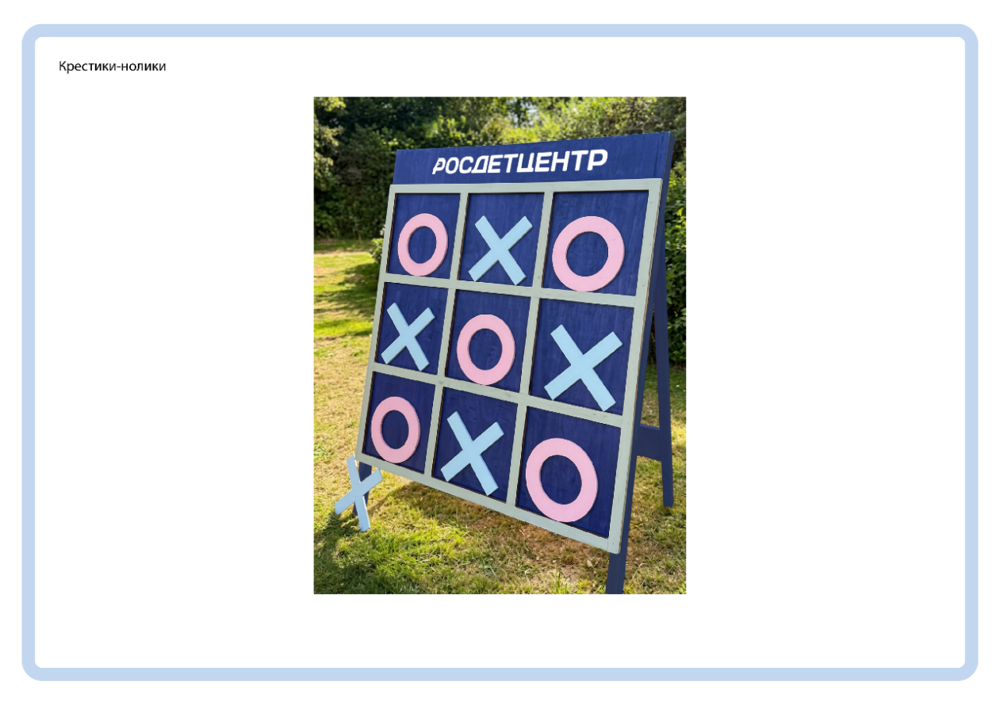 Крестики-нолики
РОСДЕТЦЕНТР
O X O
X O X
O X O
X